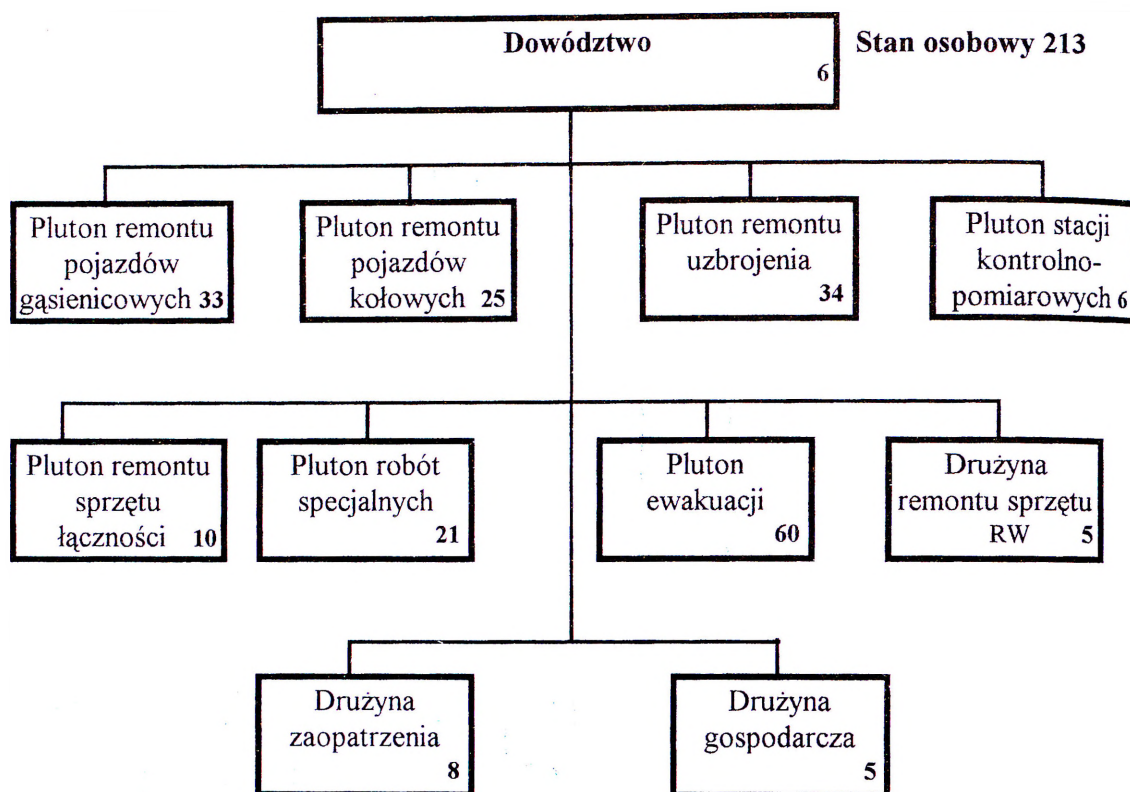 Dowództwo
6
Stan osobowy 213
Pluton remontu
pojazdów
gąsienicowych 33
Pluton remontu
pojazdów
kołowych 25
Pluton remontu
uzbrojenia
34
Pluton stacji
kontrolno-
pomiarowych 6
Pluton remontu
sprzętu
łączności 10
Pluton robót
specjalnych
21
Pluton
ewakuacji
60
Drużyna
remontu sprzętu
RW 5
Drużyna
zaopatrzenia
8
Drużyna
gospodarcza
5